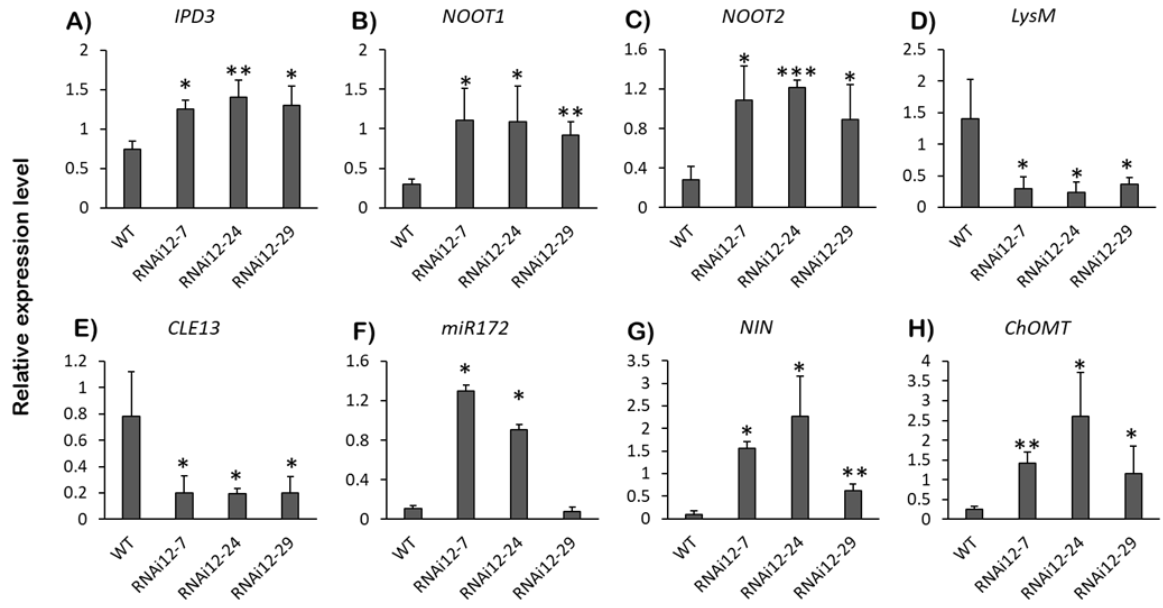 Relative expression level
A) IPD3
2
1.5
1
0.5
0
* ** *
WT RNAi12-7 RNAi12-24 RNAi12-29
B) NOOT1
2
1.5
1
0.5
0
* * **
WT RNAi12-7 RNAi12-24 RNAi12-29
C) NOOT2
1.6
1.2
0.8
0.4
0
* *** *
WT RNAi12-7 RNAi12-24 RNAi12-29
D) LysM
2.5
2
1.5
1
0.5
0
* * *
WT RNAi12-7 RNAi12-24 RNAi12-29
E) CLE13
1.2
1
0.8
0.6
0.4
0.2
0
* * *
WT RNAi12-7 RNAi12-24 RNAi12-29
F) miR172
1.6
1.2
0.8
0.4
0
* *
WT RNAi12-7 RNAi12-24 RNAi12-29
G) NIN
3.5
3
2.5
2
1.5
1
0.5
0
* * **
WT RNAi12-7 RNAi12-24 RNAi12-29
H) ChOMT
4
3.5
3
2.5
2
1.5
1
0.5
0
** * *
WT RNAi12-7 RNAi12-24 RNAi12-29